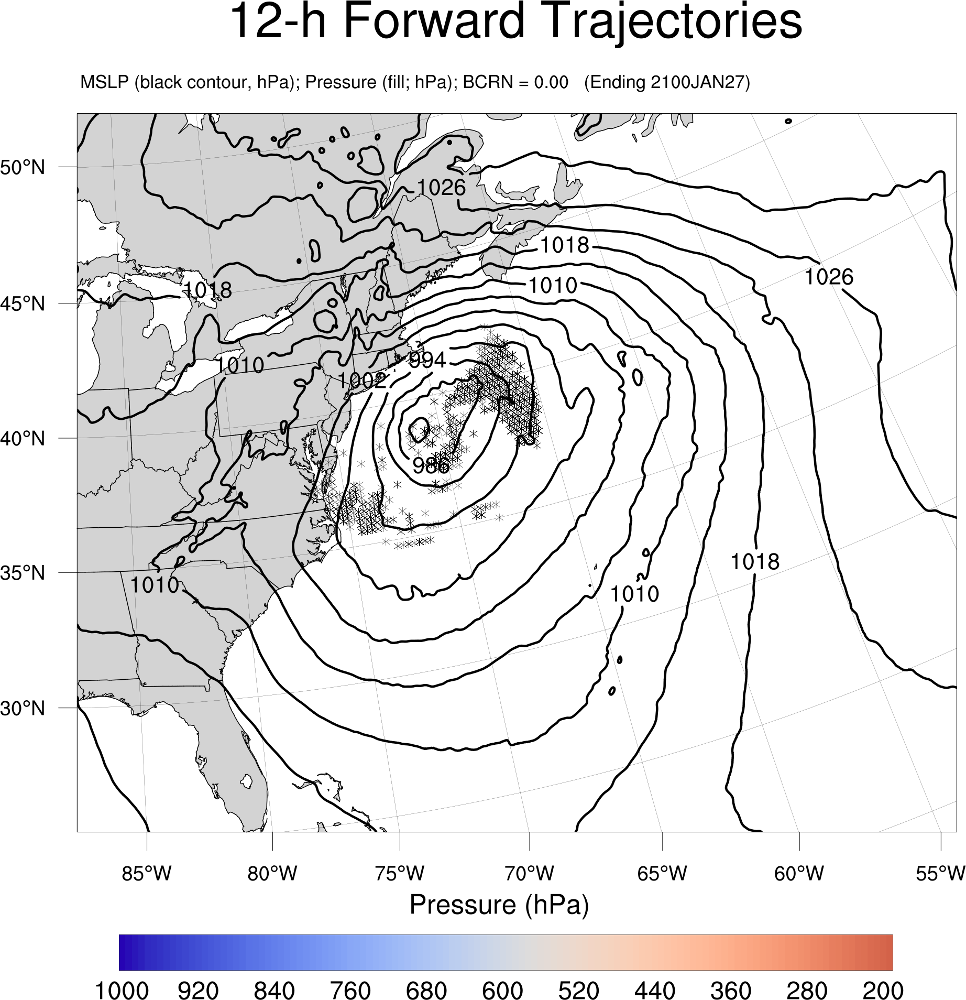 12-h Forward Trajectories
MSLP (black contour, hPa); Pressure (fill; hPa); BCRN = 0.00 (Ending 2100JAN27)
50°N
1026
1018
1026
1010
1018
45°N
994
1010
1002
40°N
986
1018
35°N
1010
1010
30°N
85°W 80°W 75°W 70°W 65°W 60°W 55°W
Pressure (hPa)
1000 920 840 760 680 600 520 440 360 280 200